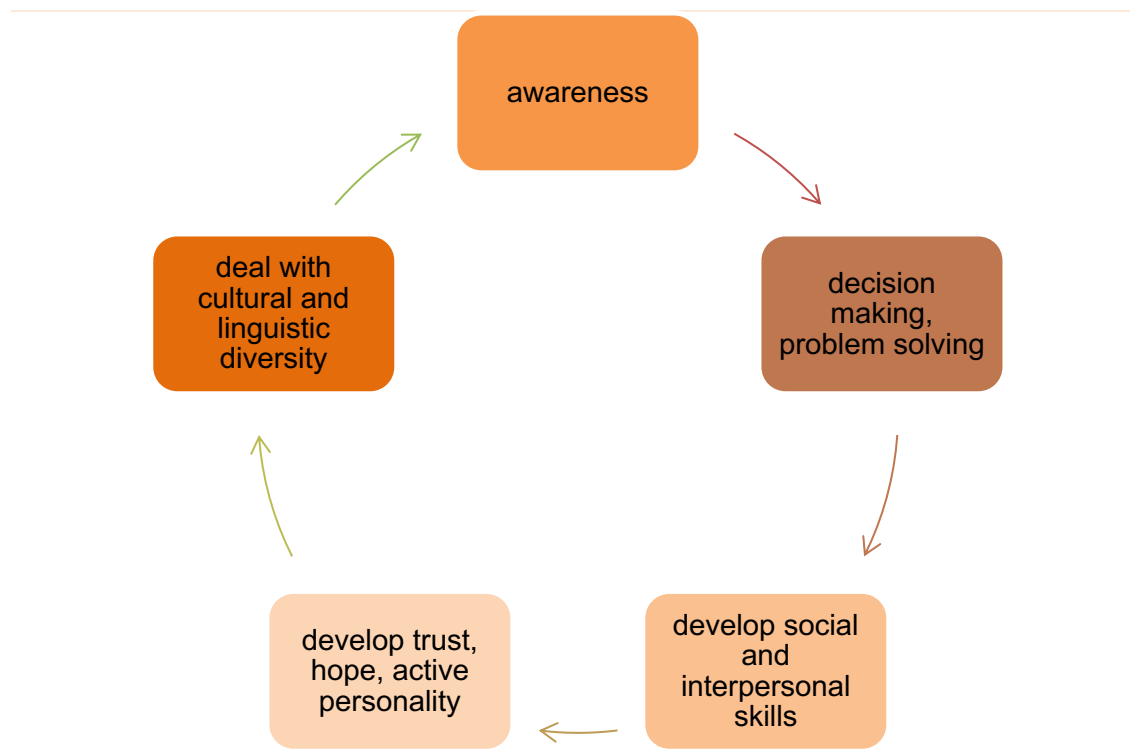 awareness
decision
making,
problem solving
develop social
and
interpersonal
skills
develop trust,
hope, active
personality
deal with
cultural and
linguistic
diversity